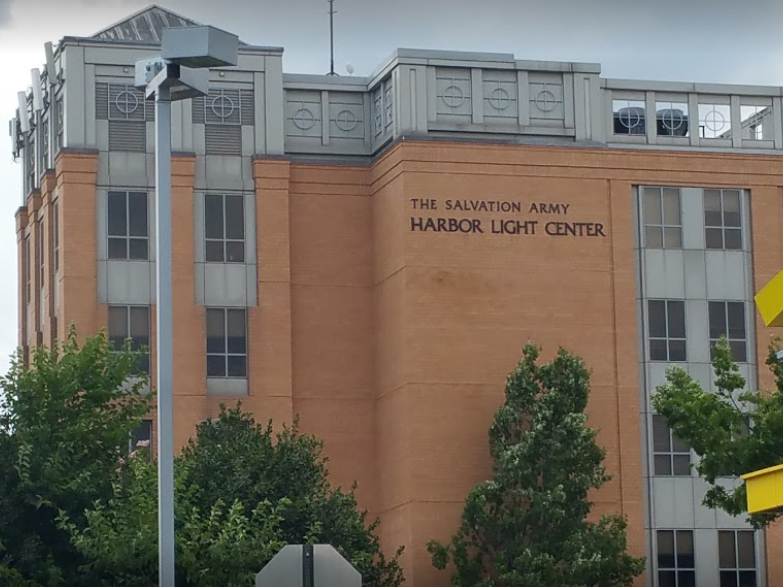 THE SALVATION ARMY
HARBOR LIGHT CENTER